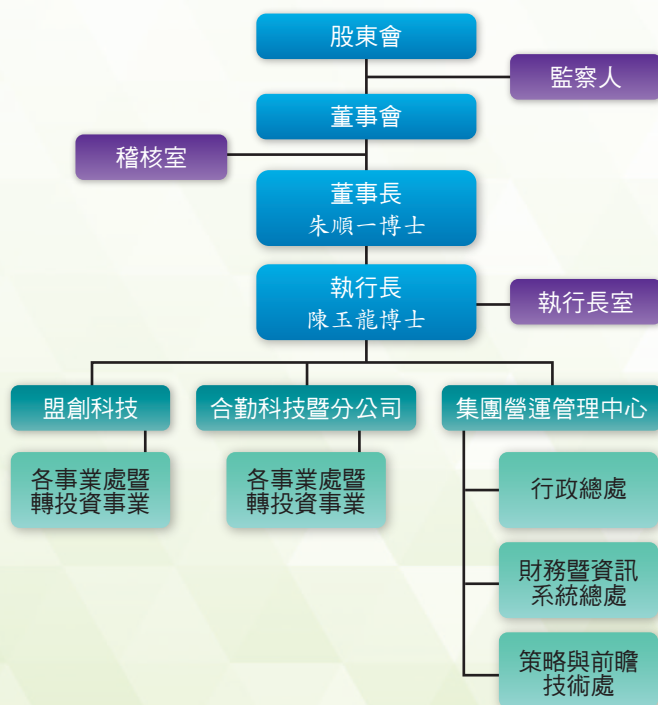 股東會
監察人
董事會
稽核室
董事長
朱順一博士
執行長
陳玉龍博士
執行長室
盟創科技
合勤科技暨分公司
集團營運管理中心
各事業處暨
轉投資事業
各事業處暨
轉投資事業
行政總處
財務暨資訊
系統總處
策略與前瞻
技術處